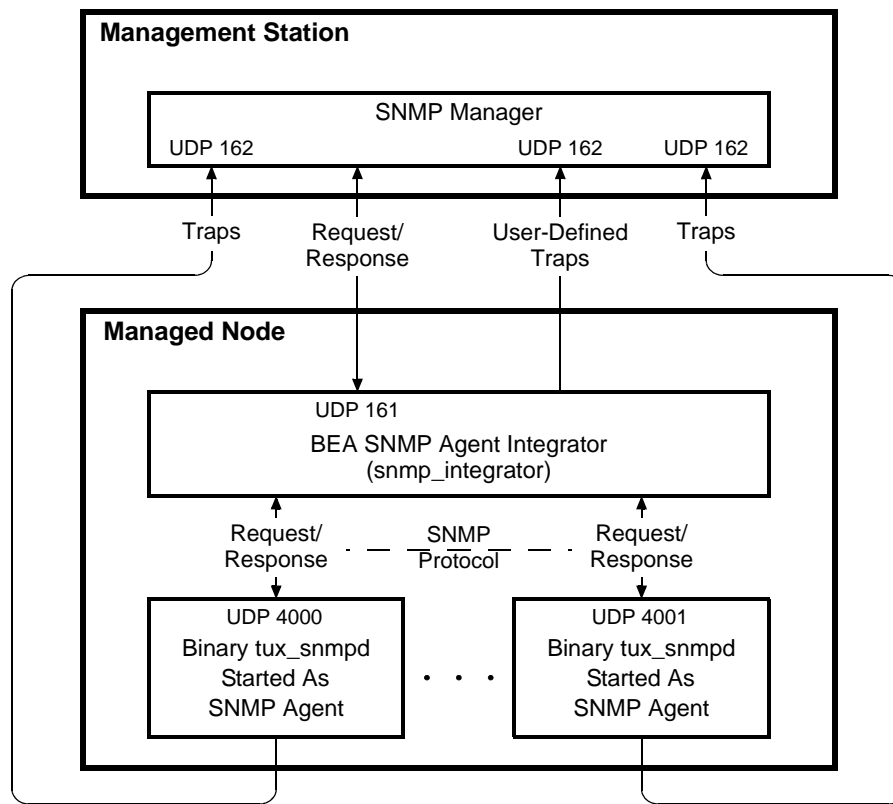 Management Station
SNMP Manager
UDP 162
UDP 162
UDP 162
Traps
Request/
Response
User-Defined
Traps
Traps
Managed Node
UDP 161
BEA SNMP Agent Integrator
(snmp_integrator)
Request/
Response
SNMP
Protocol
Request/
Response
UDP 4000
Binary tux_snmpd
Started As
SNMP Agent
UDP 4001
Binary tux_snmpd
Started As
SNMP Agent